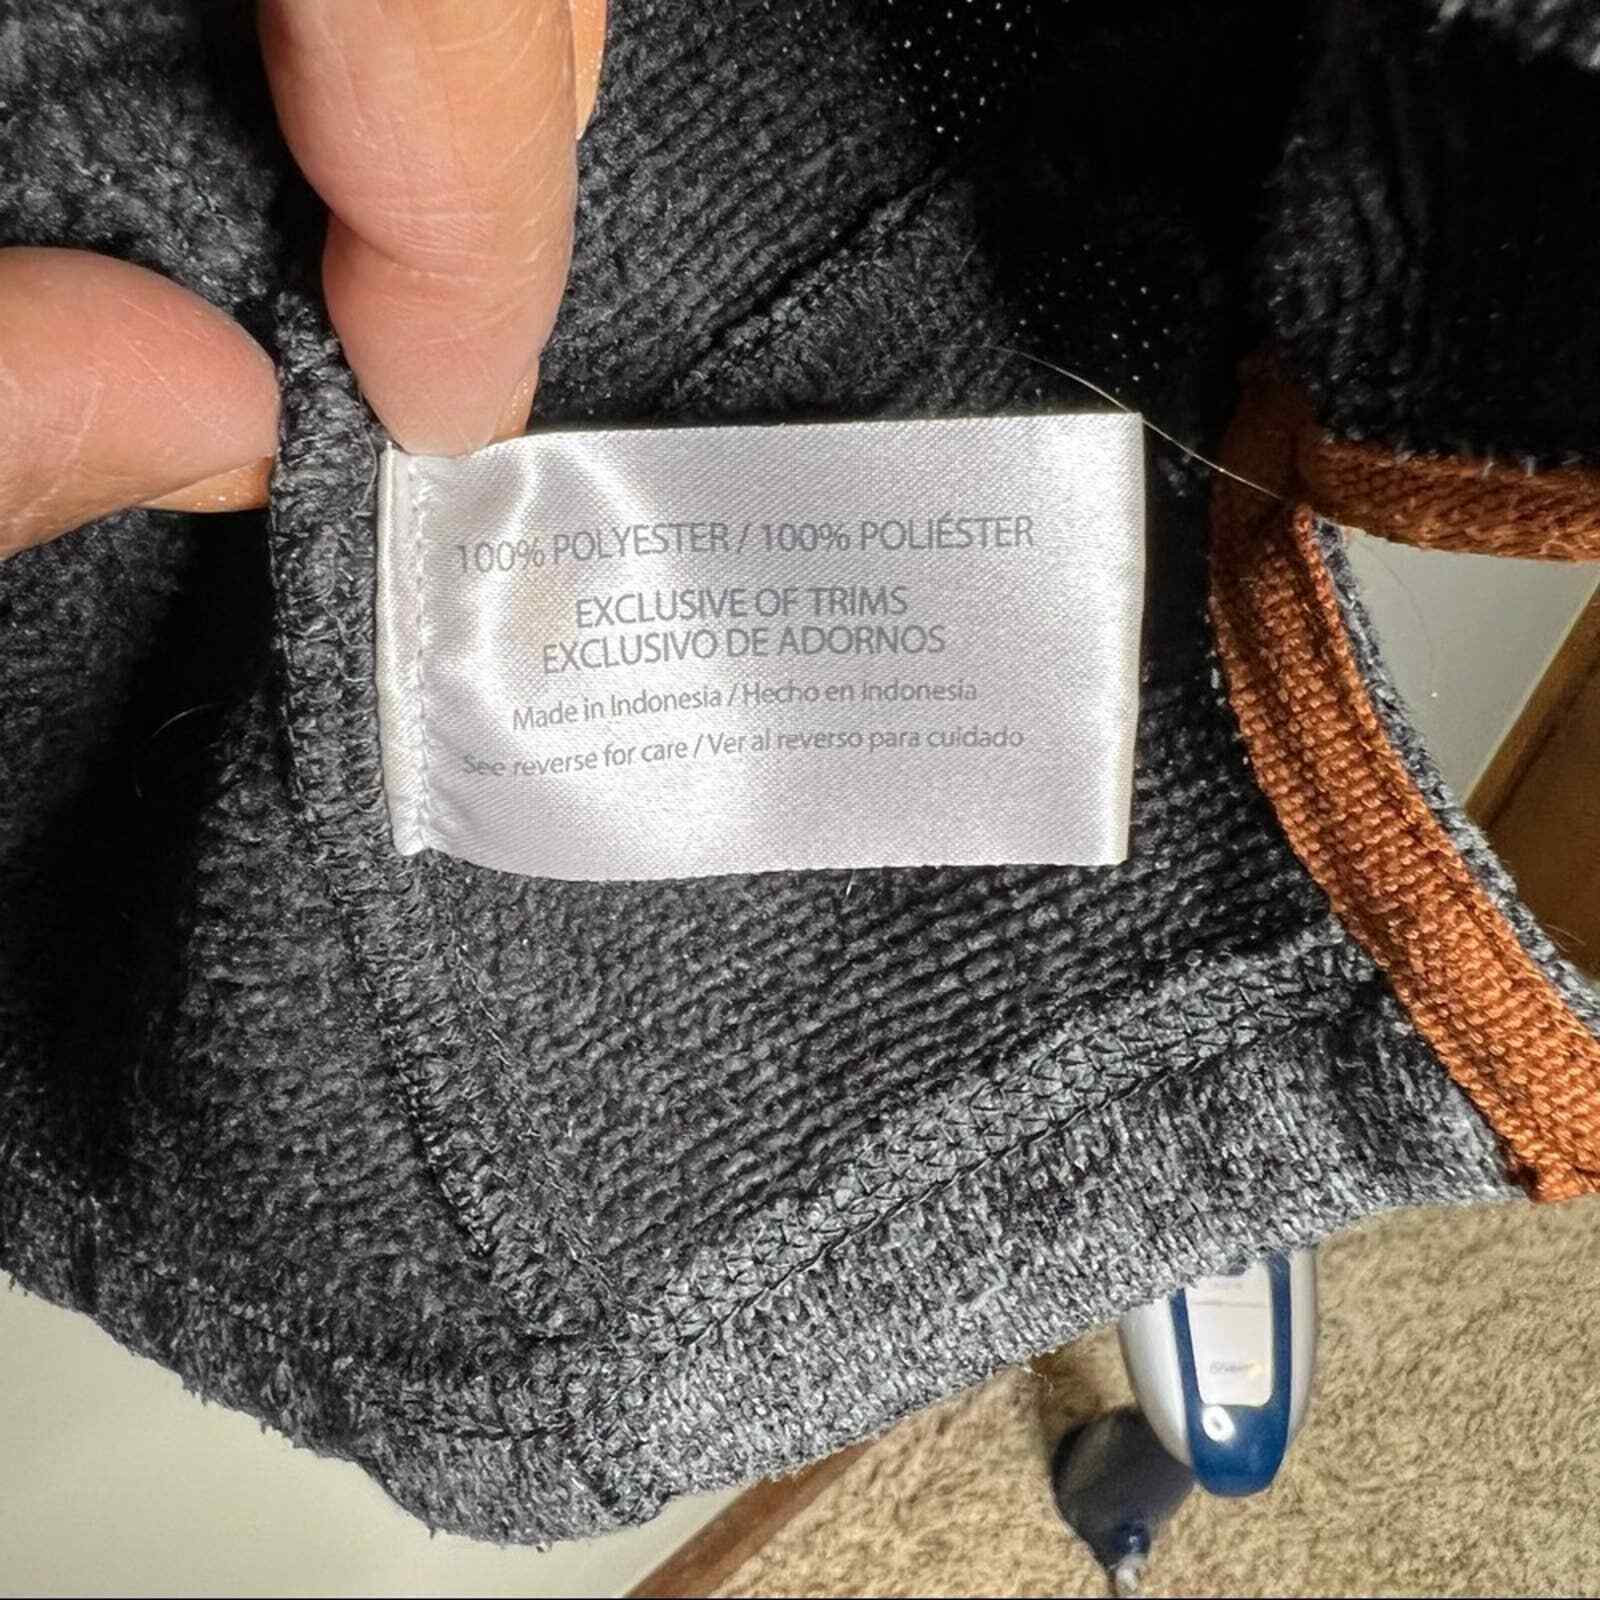 100% POLYESTER / 100% POLIÉSTER
EXCLUSIVE OF TRIMS
EXCLUSIVO DE ADORNOS
Made in Indonesia / Hecho en Indonesia
See reverse for care / Ver al reverso para cuidado